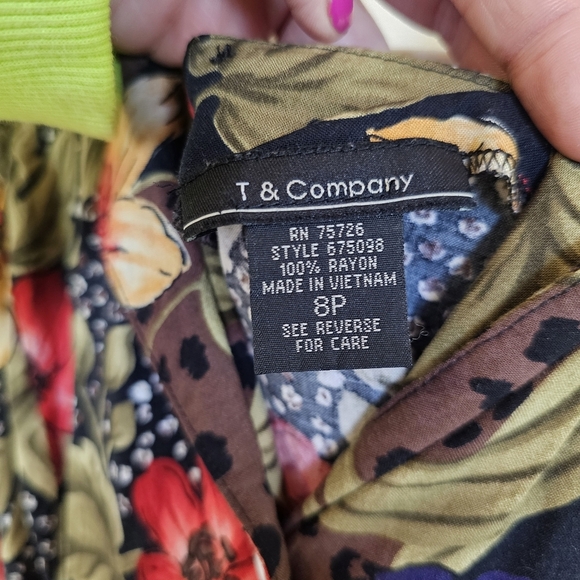 T & Company
RN 75726
STYLE 675098
100% RAYON
MADE IN VIETNAM
8P
SEE REVERSE
FOR CARE